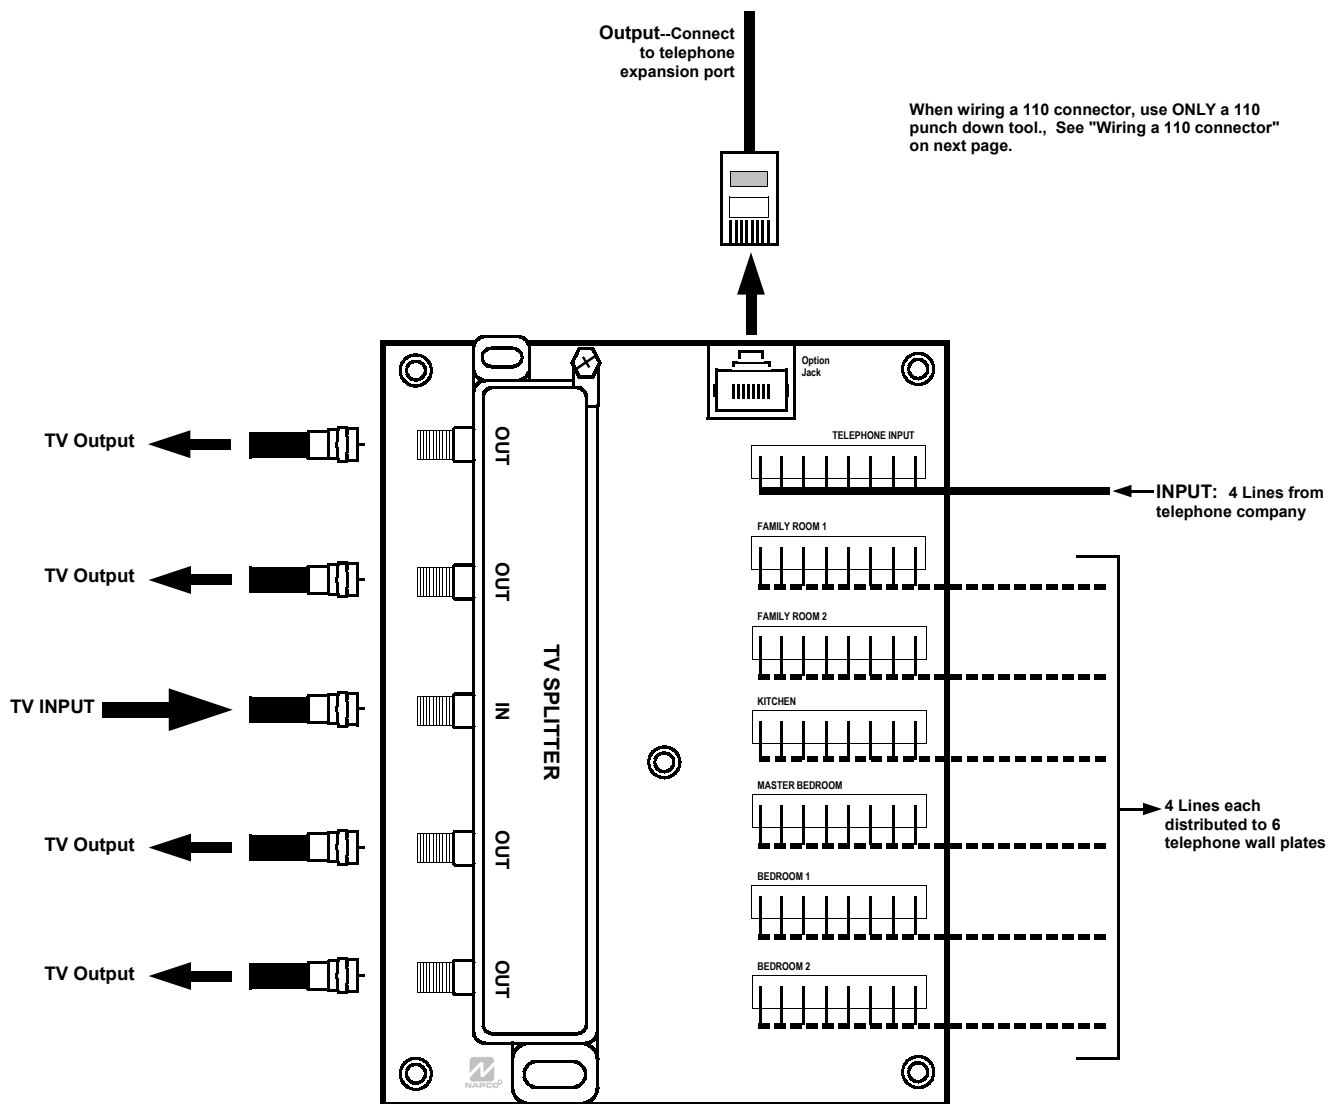 Output--Connect
to telephone
expansion port
When wiring a 110 connector, use ONLY a 110
punch down tool., See "Wiring a 110 connector"
on next page.
Option
Jack
TV Output
OUT
TELEPHONE INPUT
INPUT: 4 Lines from
telephone company
FAMILY ROOM 1
TV Output
OUT
FAMILY ROOM 2
TV SPLITTER
TV INPUT
IN
KITCHEN
MASTER BEDROOM
4 Lines each
distributed to 6
telephone wall plates
TV Output
OUT
BEDROOM 1
TV Output
OUT
BEDROOM 2
NAPCO